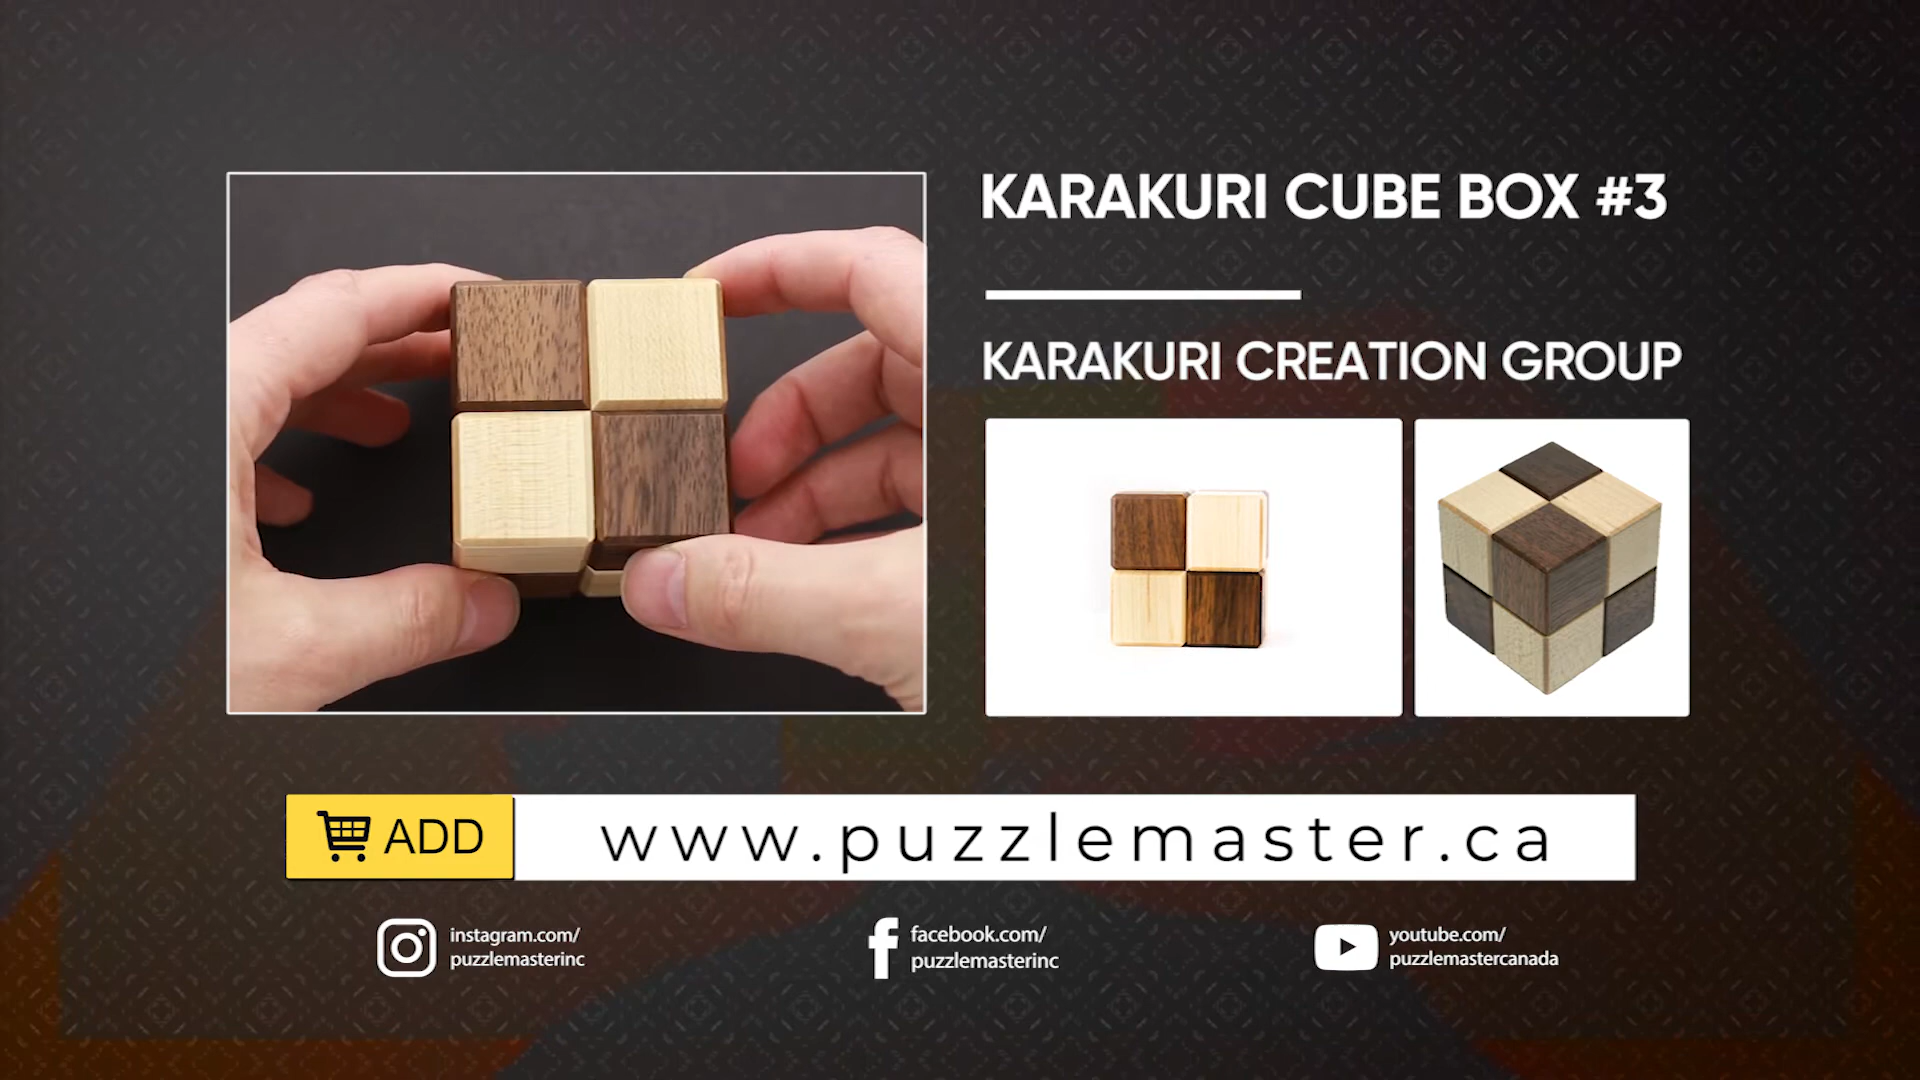 KARAKURI CUBE BOX #3
KARAKURI CREATION GROUP
ADD
www.puzzlemaster.ca
instagram.com/
puzzlemasterinc
facebook.com/
puzzlemasterinc
youtube.com/
puzzlemastercanada